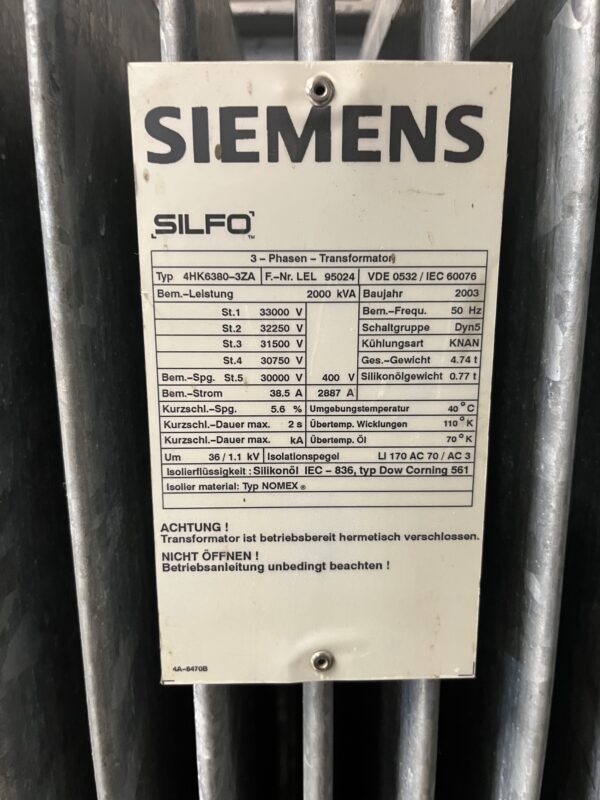 SIEMENS
SILFO™
3 – Phasen – Transformator
Typ 4HK6380–3ZA F.–Nr. LEL 95024 VDE 0532 / IEC 60076
Bem.–Leistung 2000 kVA Baujahr 2003
St.1 33000 V Bem.–Frequ. 50 Hz
St.2 32250 V Schaltgruppe Dyn5
St.3 31500 V Kühlungsart KNAN
St.4 30750 V Ges.–Gewicht 4.74 t
Bem.–Spg. St.5 30000 V 400 V Silikonölgewicht 0.77 t
Bem.–Strom 38.5 A 2887 A
Kurzschl.–Spg. 5.6 % Umgebungstemperatur 40°C
Kurzschl.–Dauer max. 2 s Übertemp. Wicklungen 110°K
Kurzschl.–Dauer max. kA Übertemp. Öl 70°K
Um 36/1.1 kV Isolationspegel LI 170 AC 70 / AC 3
Isolierflüssigkeit : Silikonöl IEC – 836, typ Dow Corning 561
Isolier material: Typ NOMEX ®
ACHTUNG !
Transformator ist betriebsbereit hermetisch verschlossen.
NICHT ÖFFNEN !
Betriebsanleitung unbedingt beachten !
4A–6470B